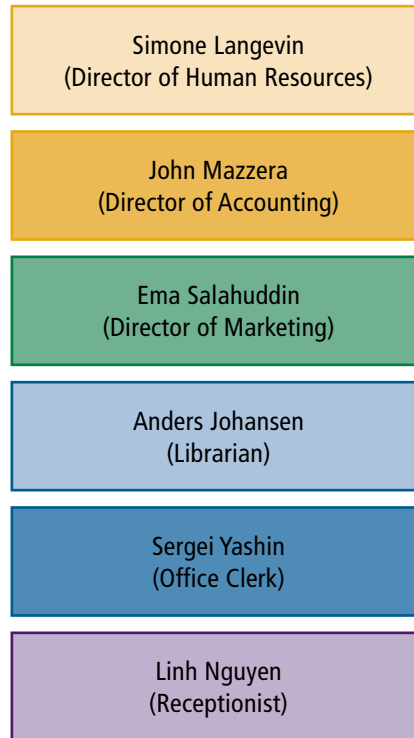 Simone Langevin
(Director of Human Resources)
John Mazzera
(Director of Accounting)
Ema Salahuddin
(Director of Marketing)
Anders Johansen
(Librarian)
Sergei Yashin
(Office Clerk)
Linh Nguyen
(Receptionist)